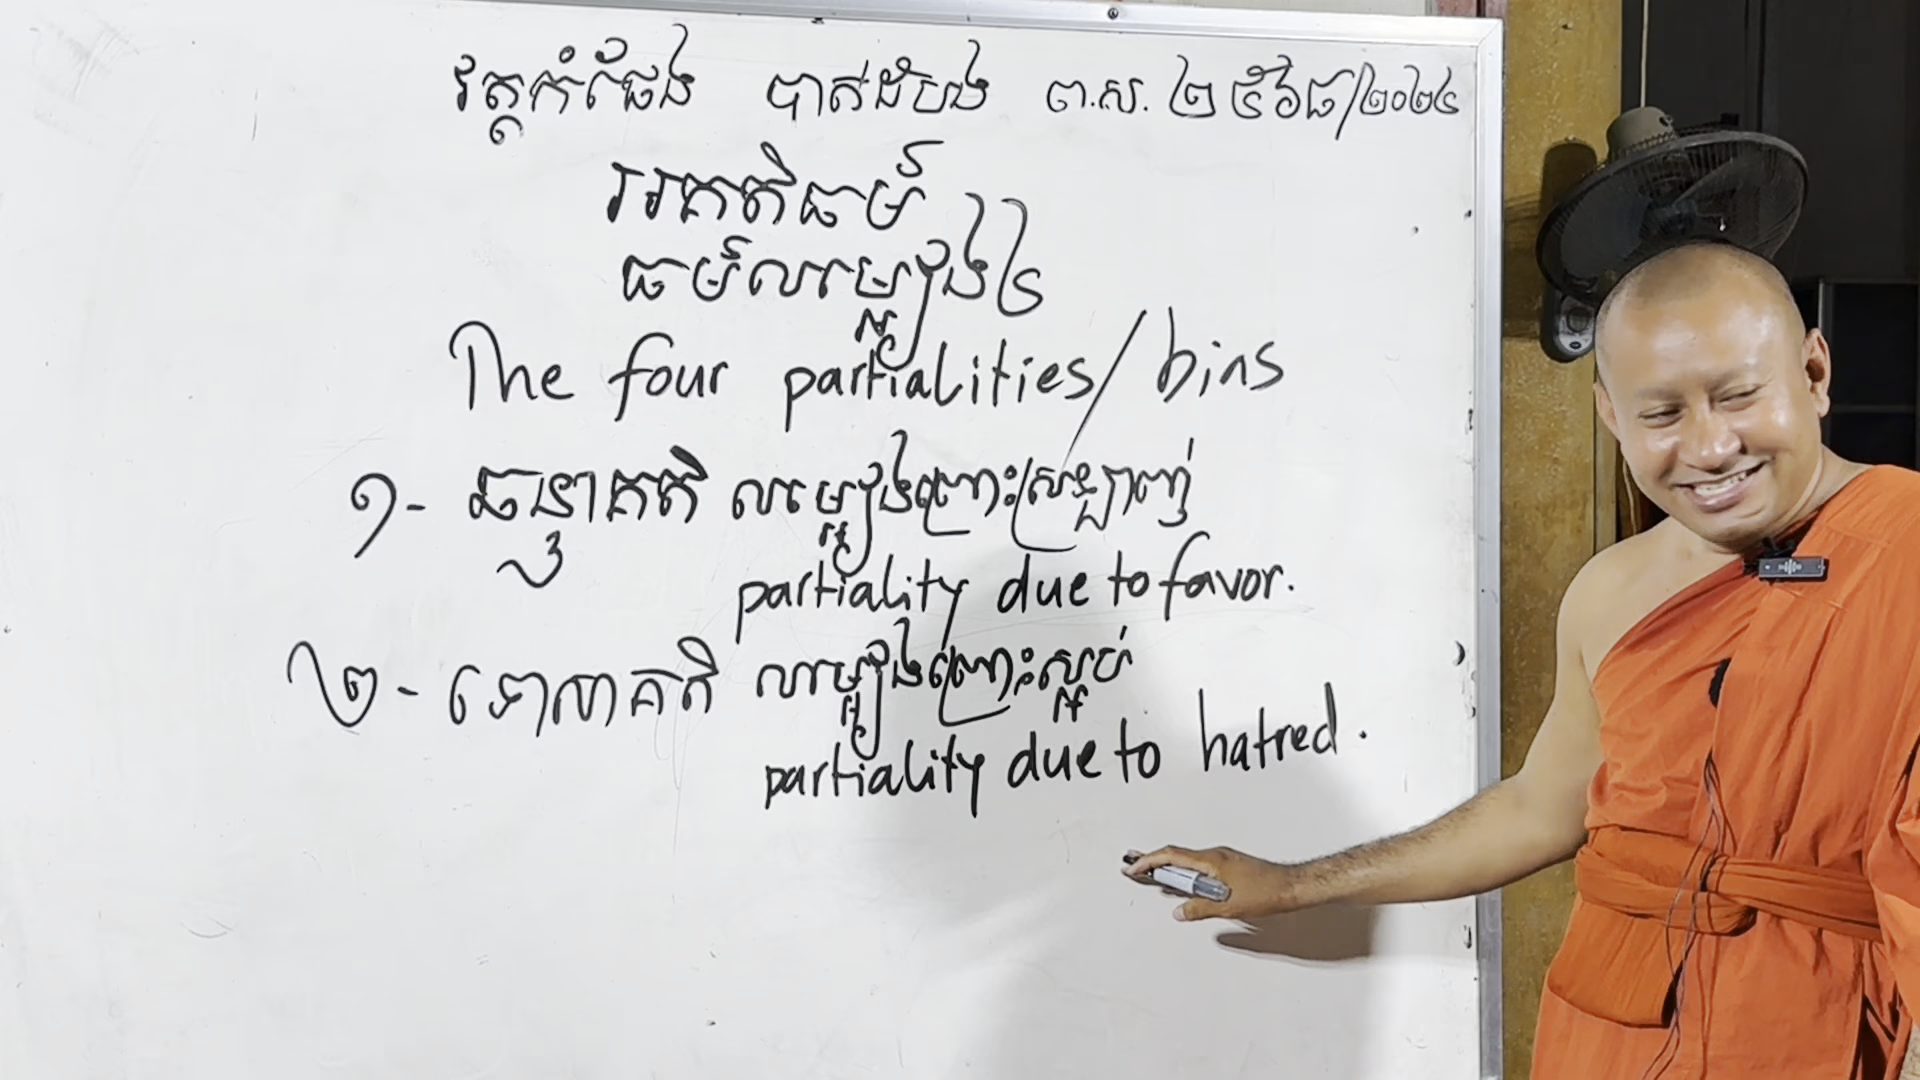 វត្តកំផែង បាត់ដំបង ព.ស. ២៥៦៨/២០២៤
អគតិធម៌
ធម៌លម្អៀង៤
The four partialities/bias
១- ឆន្ទាគតិ លម្អៀងព្រោះស្រឡាញ់
partiality due to favor.
២- ទោសាគតិ លម្អៀងព្រោះស្អប់
partiality due to hatred.